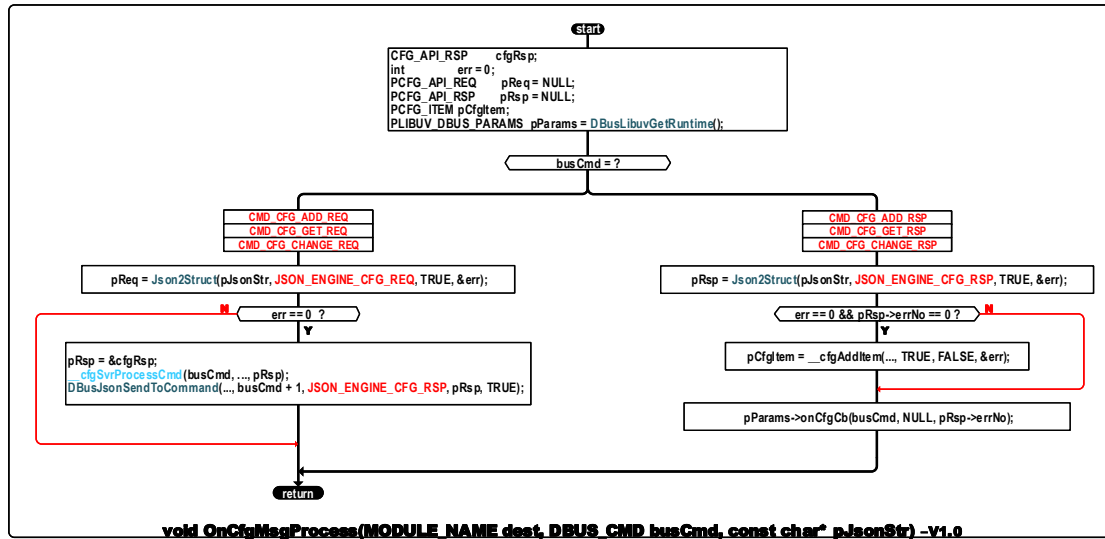 start
CFG_API_RSP cfgRsp;
int err = 0;
PCFG_API_REQ pReq = NULL;
PCFG_API_RSP pRsp = NULL;
PCFG_ITEM pCfgItem;
PLIBUV_DBUS_PARAMS pParams = DBusLibuvGetRuntime();
busCmd = ?
CMD_CFG_ADD_REQ
CMD_CFG_GET_REQ
CMD_CFG_CHANGE_REQ
pReq = Json2Struct(pJsonStr, JSON_ENGINE_CFG_REQ, TRUE, &err);
N
err == 0 ?
Y
pRsp = &cfgRsp;
__cfgSvrProcessCmd(busCmd, ..., pRsp);
DBusJsonSendToCommand(..., busCmd + 1, JSON_ENGINE_CFG_RSP, pRsp, TRUE);
CMD_CFG_ADD_RSP
CMD_CFG_GET_RSP
CMD_CFG_CHANGE_RSP
pRsp = Json2Struct(pJsonStr, JSON_ENGINE_CFG_RSP, TRUE, &err);
err == 0 && pRsp->errNo == 0 ?
N
Y
pCfgItem = __cfgAddItem(..., TRUE, FALSE, &err);
pParams->onCfgCb(busCmd, NULL, pRsp->errNo);
return
void OnCfgMsgProcess(MODULE_NAME dest, DBUS_CMD busCmd, const char* pJsonStr) –V1.0